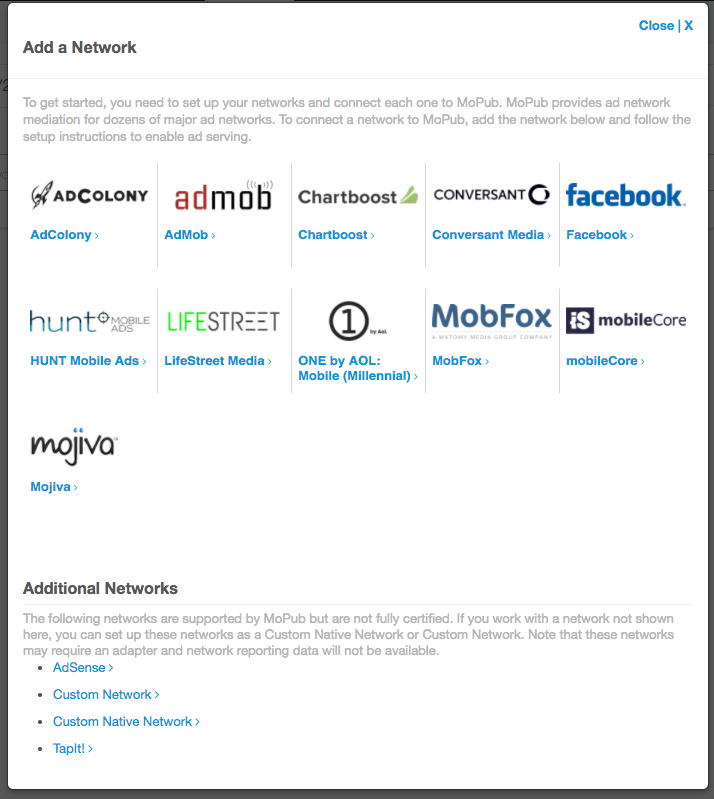 Close | X
Add a Network
To get started, you need to set up your networks and connect each one to MoPub. MoPub provides ad network
mediation for dozens of major ad networks. To connect a network to MoPub, add the network below and follow the
setup instructions to enable ad serving.
ADCOLONY
admob
Chartboost
CONVERSANT
facebook.
AdColony ›
AdMob ›
Chartboost ›
Conversant Media ›
Facebook ›
hunt MOBILE ADS
LIFESTREET
1 by AOL
MobFox
A MATOMY MEDIA GROUP COMPANY
iS mobileCore
HUNT Mobile Ads ›
LifeStreet Media ›
ONE by AOL:
Mobile (Millennial) ›
MobFox ›
mobileCore ›
mojiva™
Mojiva ›
Additional Networks
The following networks are supported by MoPub but are not fully certified. If you work with a network not shown
here, you can set up these networks as a Custom Native Network or Custom Network. Note that these networks
may require an adapter and network reporting data will not be available.
• AdSense ›
• Custom Network ›
• Custom Native Network ›
• TapIt! ›